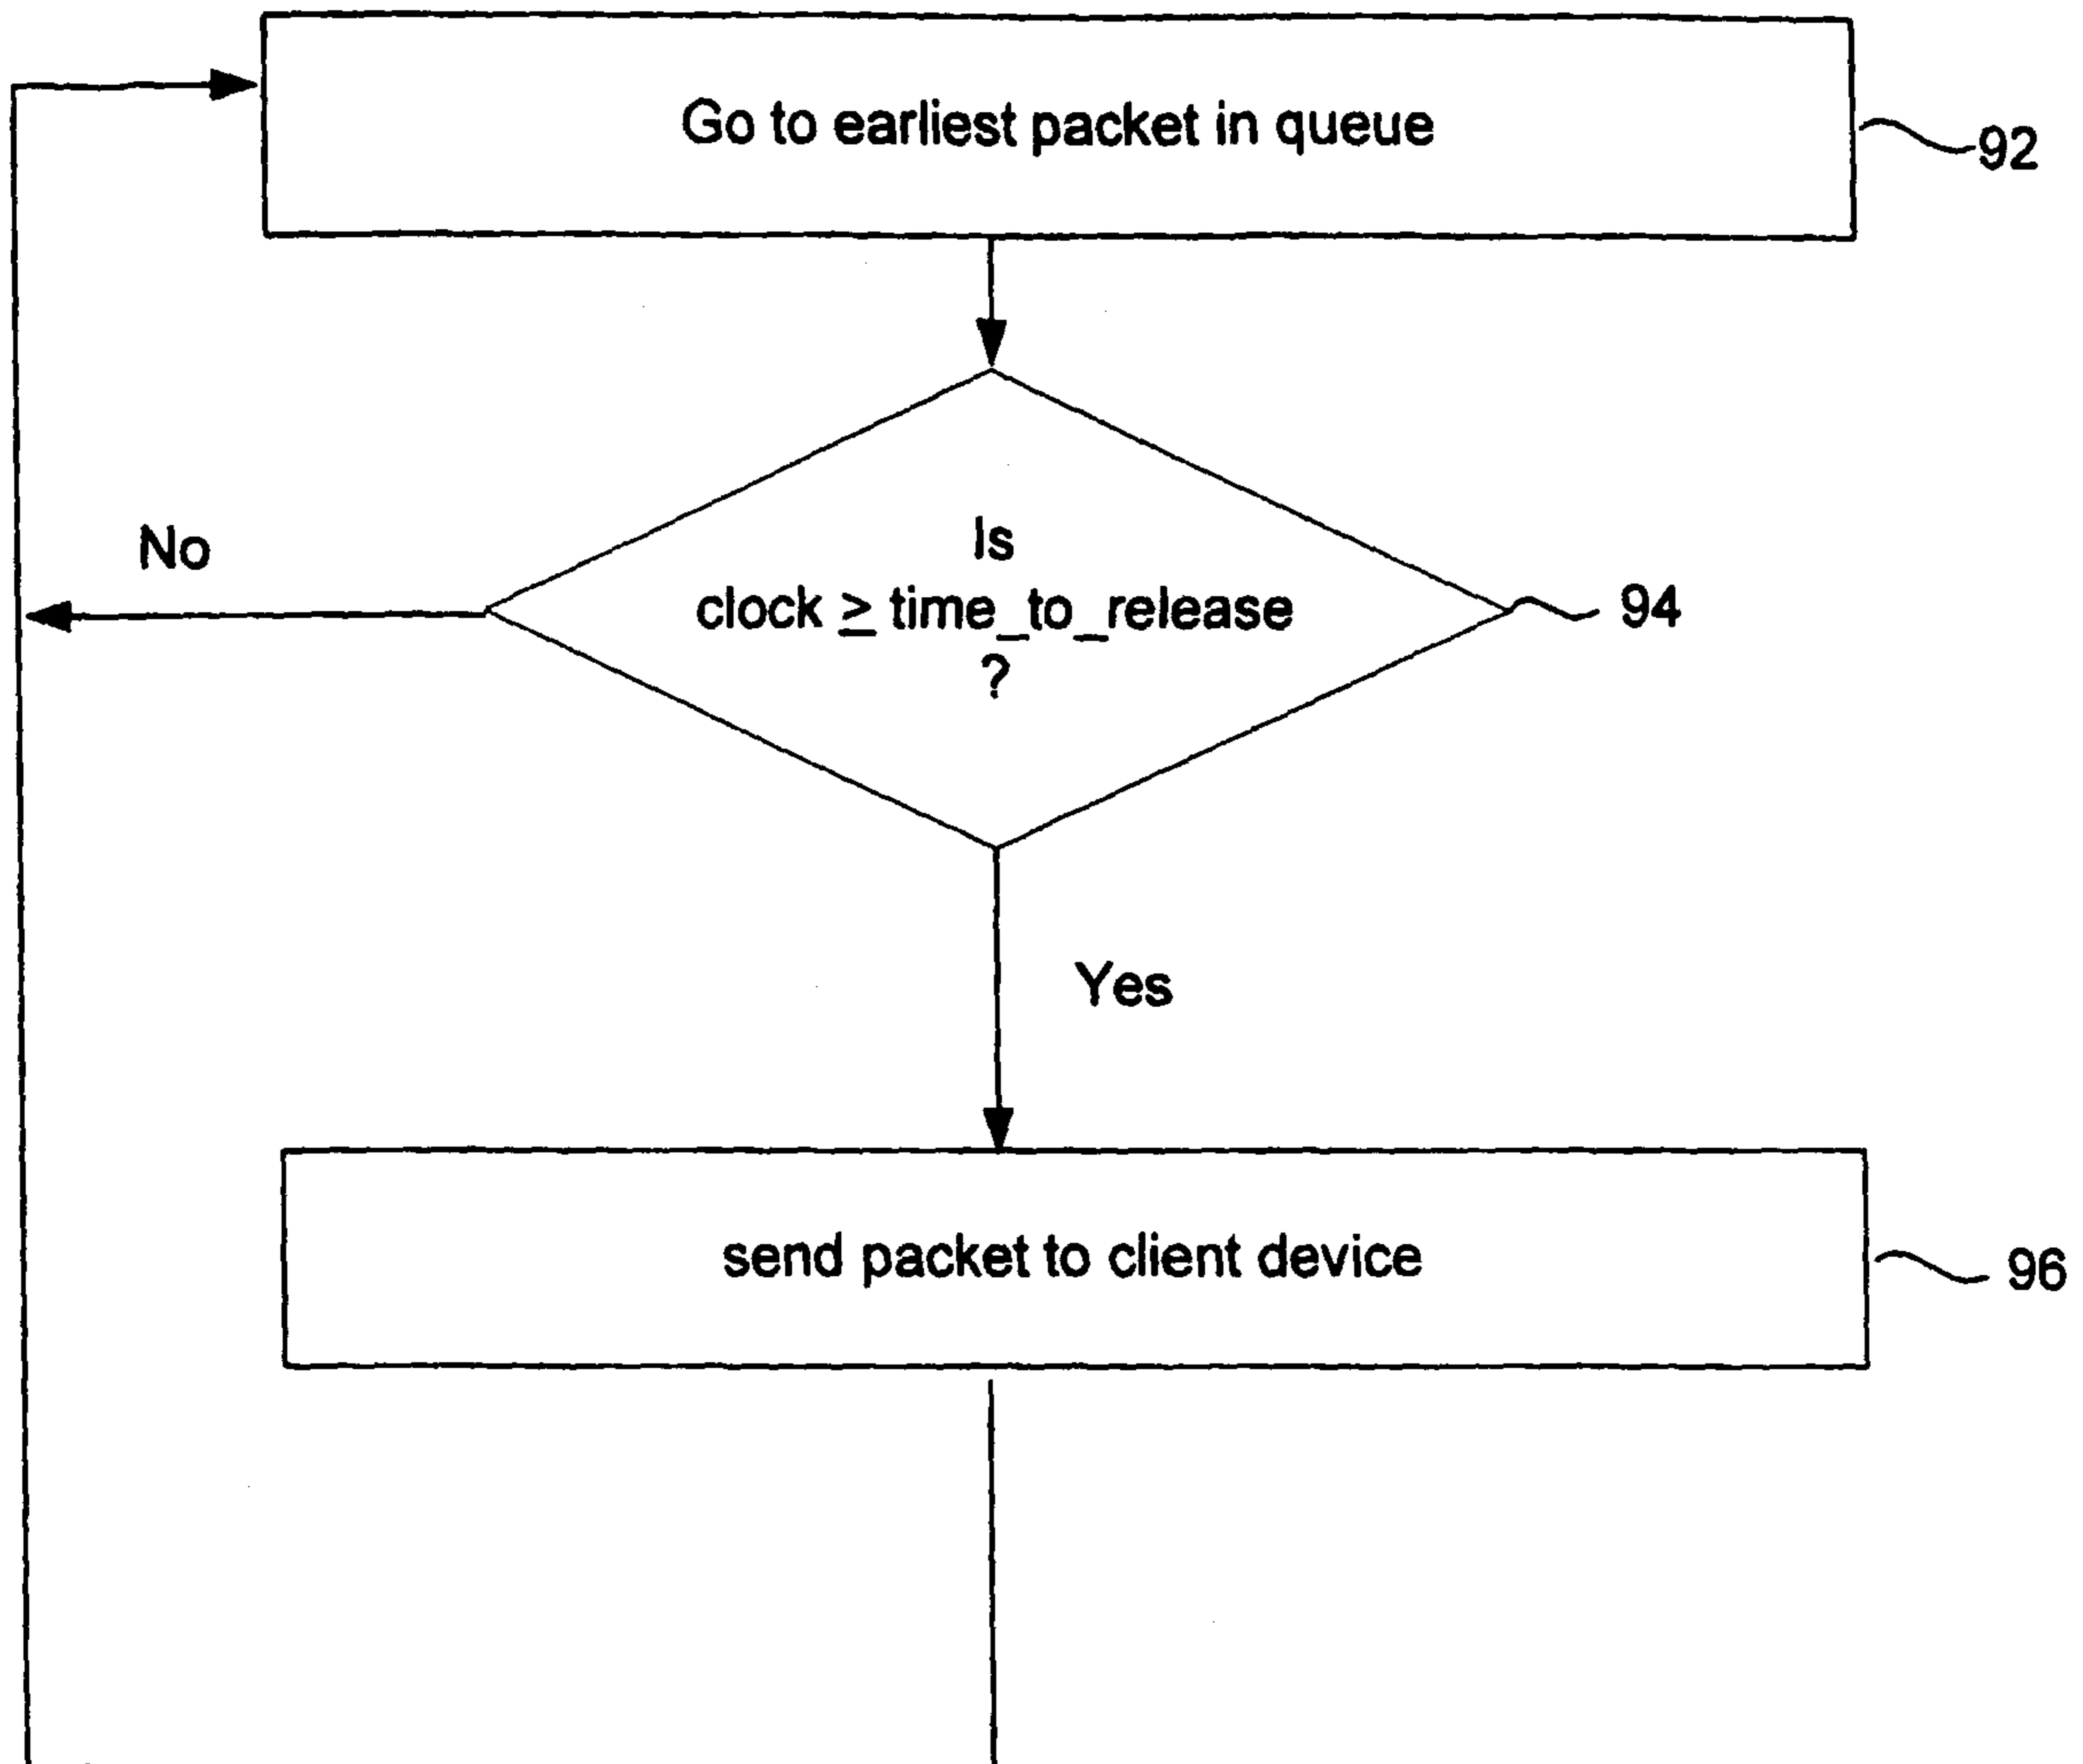 Go to earliest packet in queue
92
No
Is
clock ≥ time_to_release
?
94
Yes
send packet to client device
96